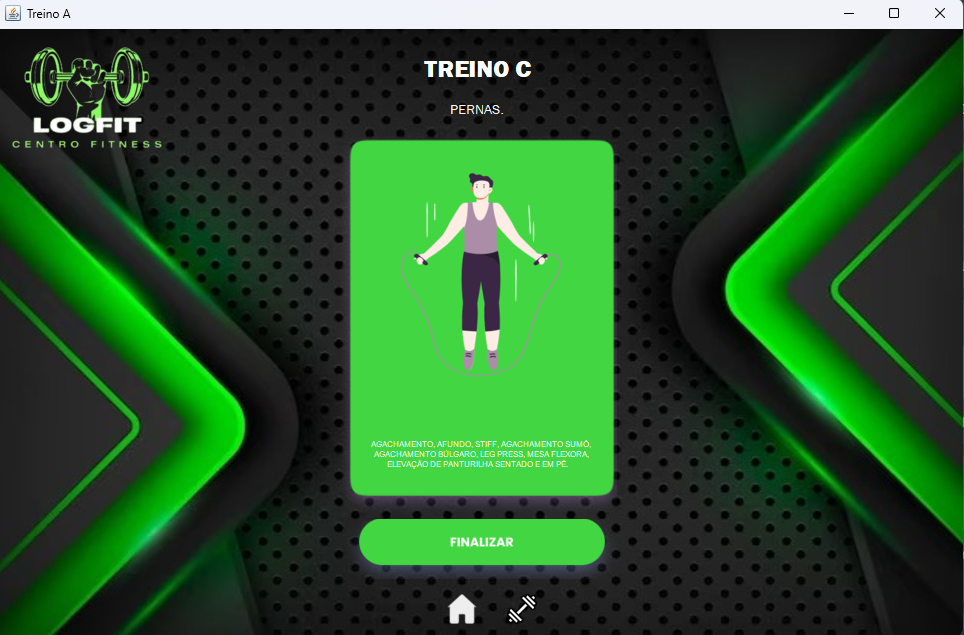 Treino A
LOGFIT
CENTRO FITNESS
TREINO C
PERNAS.
AGACHAMENTO, AFUNDO, STIFF, AGACHAMENTO SUMÔ,
AGACHAMENTO BÚLGARO, LEG PRESS, MESA FLEXORA,
ELEVAÇÃO DE PANTURILHA SENTADO E EM PÉ.
FINALIZAR